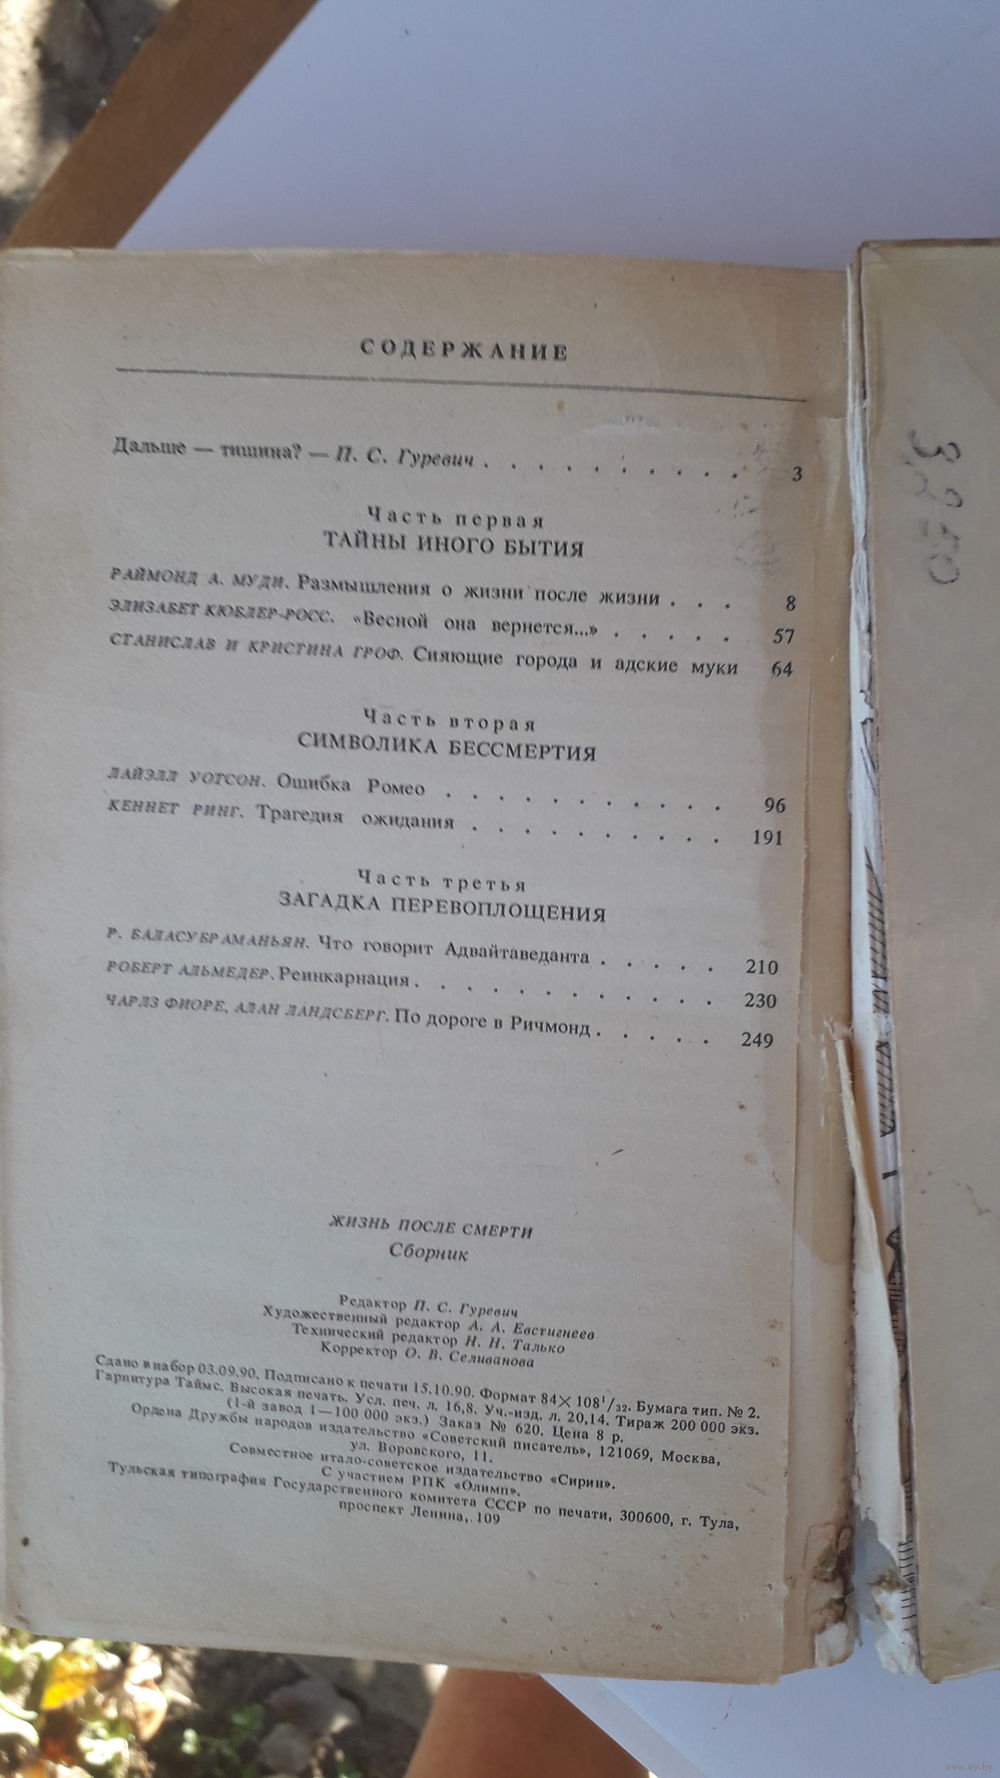 СОДЕРЖАНИЕ
Дальше — тишина? — П. С. Гуревич . . . . . . . . . . 3
Часть первая
ТАЙНЫ ИНОГО БЫТИЯ
РАЙМОНД А. МУДИ. Размышления о жизни после жизни . . . 8
ЭЛИЗАБЕТ КЮБЛЕР-РОСС. «Весной она вернется...» . . . . . 57
СТАНИСЛАВ И КРИСТИНА ГРОФ. Сияющие города и адские муки 64
Часть вторая
СИМВОЛИКА БЕССМЕРТИЯ
ЛАЙЭЛЛ УОТСОН. Ошибка Ромео . . . . . . . . . . . 96
КЕННЕТ РИНГ. Трагедия ожидания . . . . . . . . . . 191
Часть третья
ЗАГАДКА ПЕРЕВОПЛОЩЕНИЯ
Р. БАЛАСУБРАМАНЬЯН. Что говорит Адвайтаведанта . . . . . 210
РОБЕРТ АЛЬМЕДЕР. Реинкарнация . . . . . . . . . . . . 230
ЧАРЛЗ ФИОРЕ, АЛАН ЛАНДСБЕРГ. По дороге в Ричмонд . . . . . 249
ЖИЗНЬ ПОСЛЕ СМЕРТИ
Сборник
Редактор П. С. Гуревич
Художественный редактор А. А. Евстигнеев
Технический редактор Н. Н. Талько
Корректор О. В. Селиванова
Сдано в набор 03.09.90. Подписано к печати 15.10.90. Формат 84×108 1/32. Бумага тип. № 2.
Гарнитура Таймс. Высокая печать. Усл. печ. л. 16,8. Уч.-изд. л. 20,14. Тираж 200 000 экз.
(1-й завод 1—100 000 экз.) Заказ № 620. Цена 8 р.
Ордена Дружбы народов издательство «Советский писатель», 121069, Москва,
ул. Воровского, 11.
Совместное итало-советское издательство «Сирин».
С участием РПК «Олимп».
Тульская типография Государственного комитета СССР по печати, 300600, г. Тула,
проспект Ленина, 109
www.ay.by